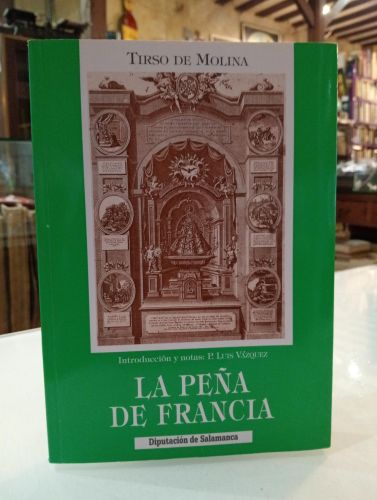 TIRSO DE MOLINA
Introducción y notas: P. LUIS VÁZQUEZ
LA PEÑA
DE FRANCIA
Diputación de Salamanca